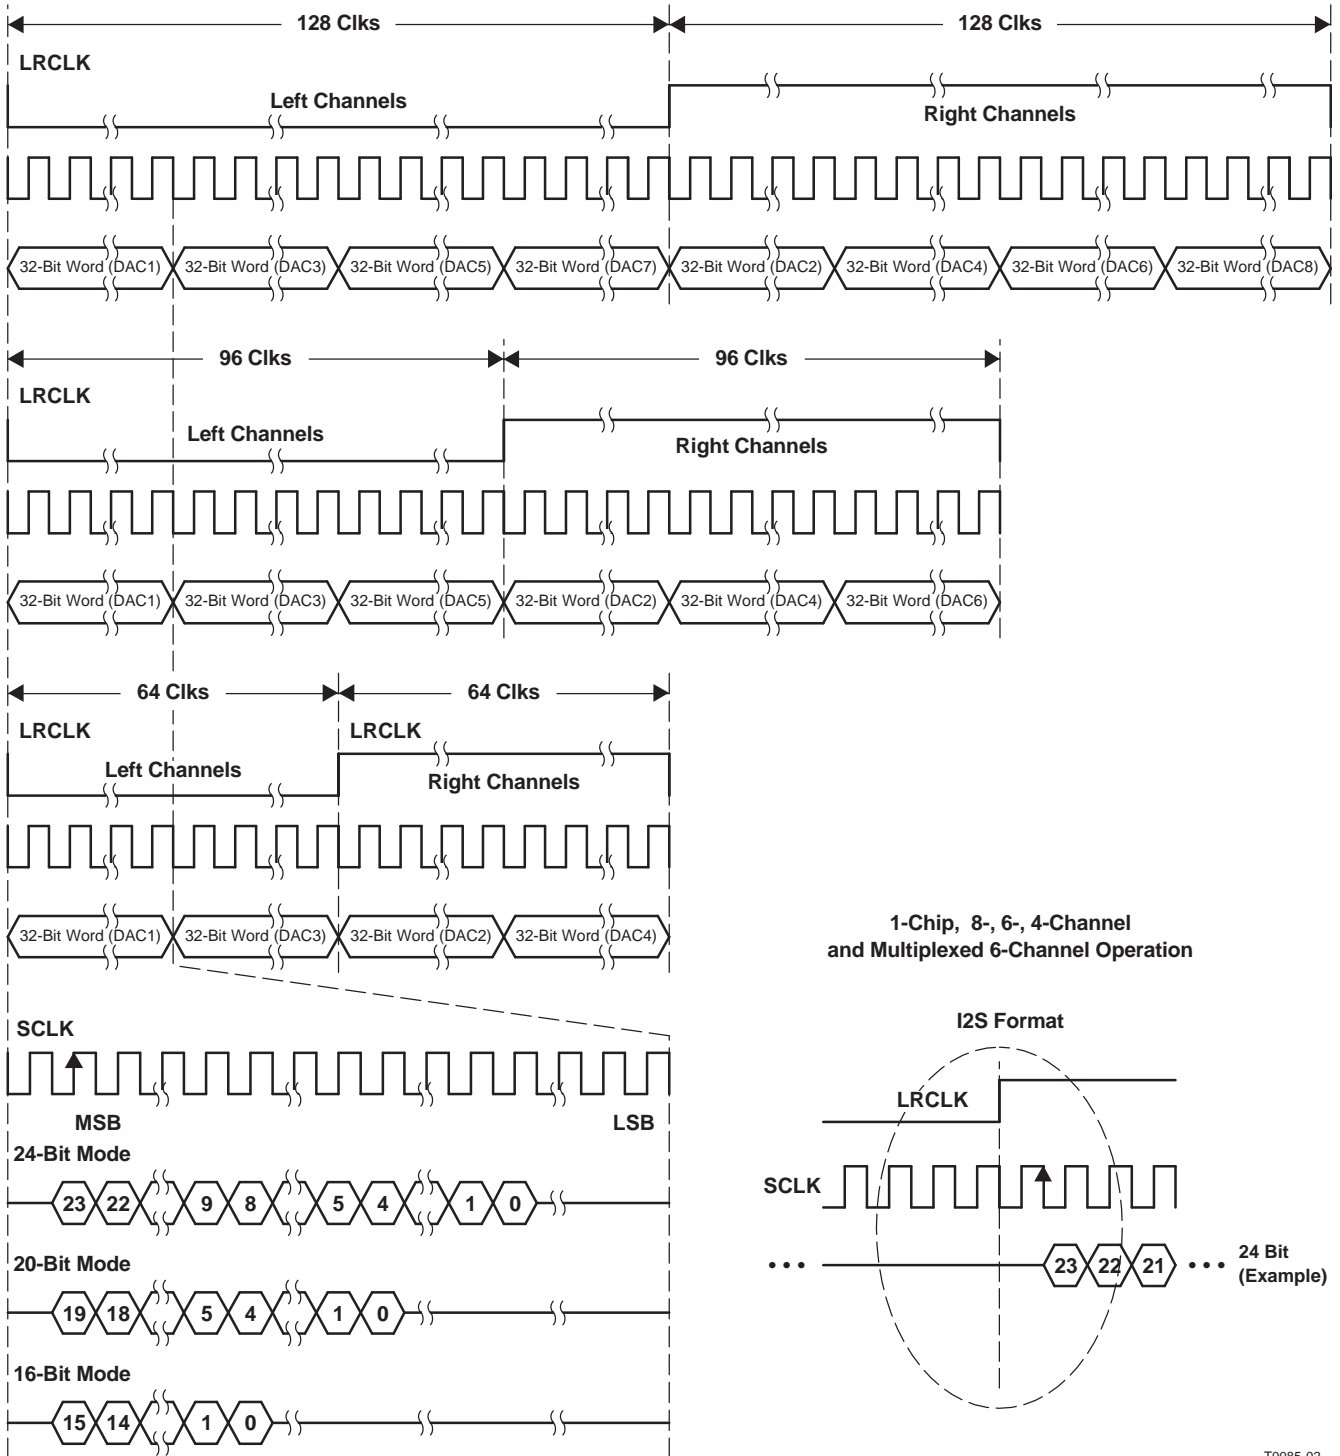 128 Clks 128 Clks
LRCLK
Left Channels
Right Channels
32-Bit Word (DAC1) 32-Bit Word (DAC3) 32-Bit Word (DAC5) 32-Bit Word (DAC7) 32-Bit Word (DAC2) 32-Bit Word (DAC4) 32-Bit Word (DAC6) 32-Bit Word (DAC8)
96 Clks 96 Clks
LRCLK
Left Channels
Right Channels
32-Bit Word (DAC1) 32-Bit Word (DAC3) 32-Bit Word (DAC5) 32-Bit Word (DAC2) 32-Bit Word (DAC4) 32-Bit Word (DAC6)
64 Clks 64 Clks
LRCLK LRCLK
Left Channels
Right Channels
32-Bit Word (DAC1) 32-Bit Word (DAC3) 32-Bit Word (DAC2) 32-Bit Word (DAC4)
SCLK
MSB LSB
24-Bit Mode
23 22 9 8 5 4 1 0
20-Bit Mode
19 18 5 4 1 0
16-Bit Mode
15 14 1 0
1-Chip, 8-, 6-, 4-Channel
and Multiplexed 6-Channel Operation
I2S Format
LRCLK
SCLK
• • • 23 22 21 • • • 24 Bit
(Example)